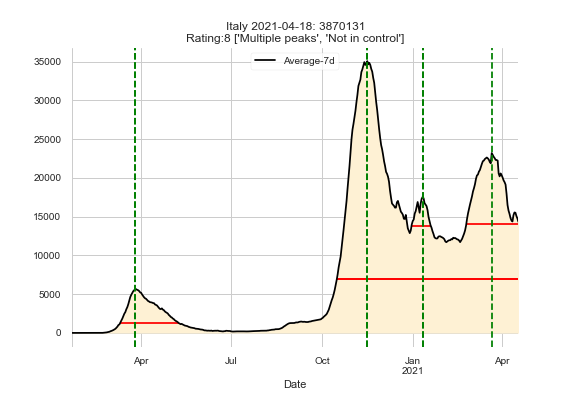 Italy 2021-04-18: 3870131
Rating:8 ['Multiple peaks', 'Not in control']
Average-7d
35000
30000
25000
20000
15000
10000
5000
0
Apr
Jul
Oct
Jan
2021
Apr
Date